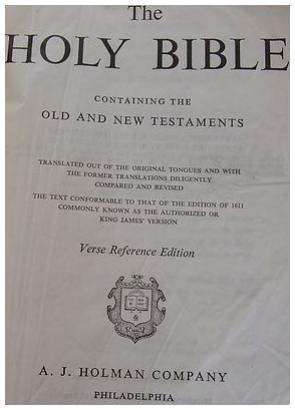 The
HOLY BIBLE
CONTAINING THE
OLD AND NEW TESTAMENTS
TRANSLATED OUT OF THE ORIGINAL TONGUES AND WITH
THE FORMER TRANSLATIONS DILIGENTLY
COMPARED AND REVISED
THE TEXT CONFORMABLE TO THAT OF THE EDITION OF 1611
COMMONLY KNOWN AS THE AUTHORIZED OR
KING JAMES' VERSION
Verse Reference Edition
A. J. HOLMAN COMPANY
PHILADELPHIA